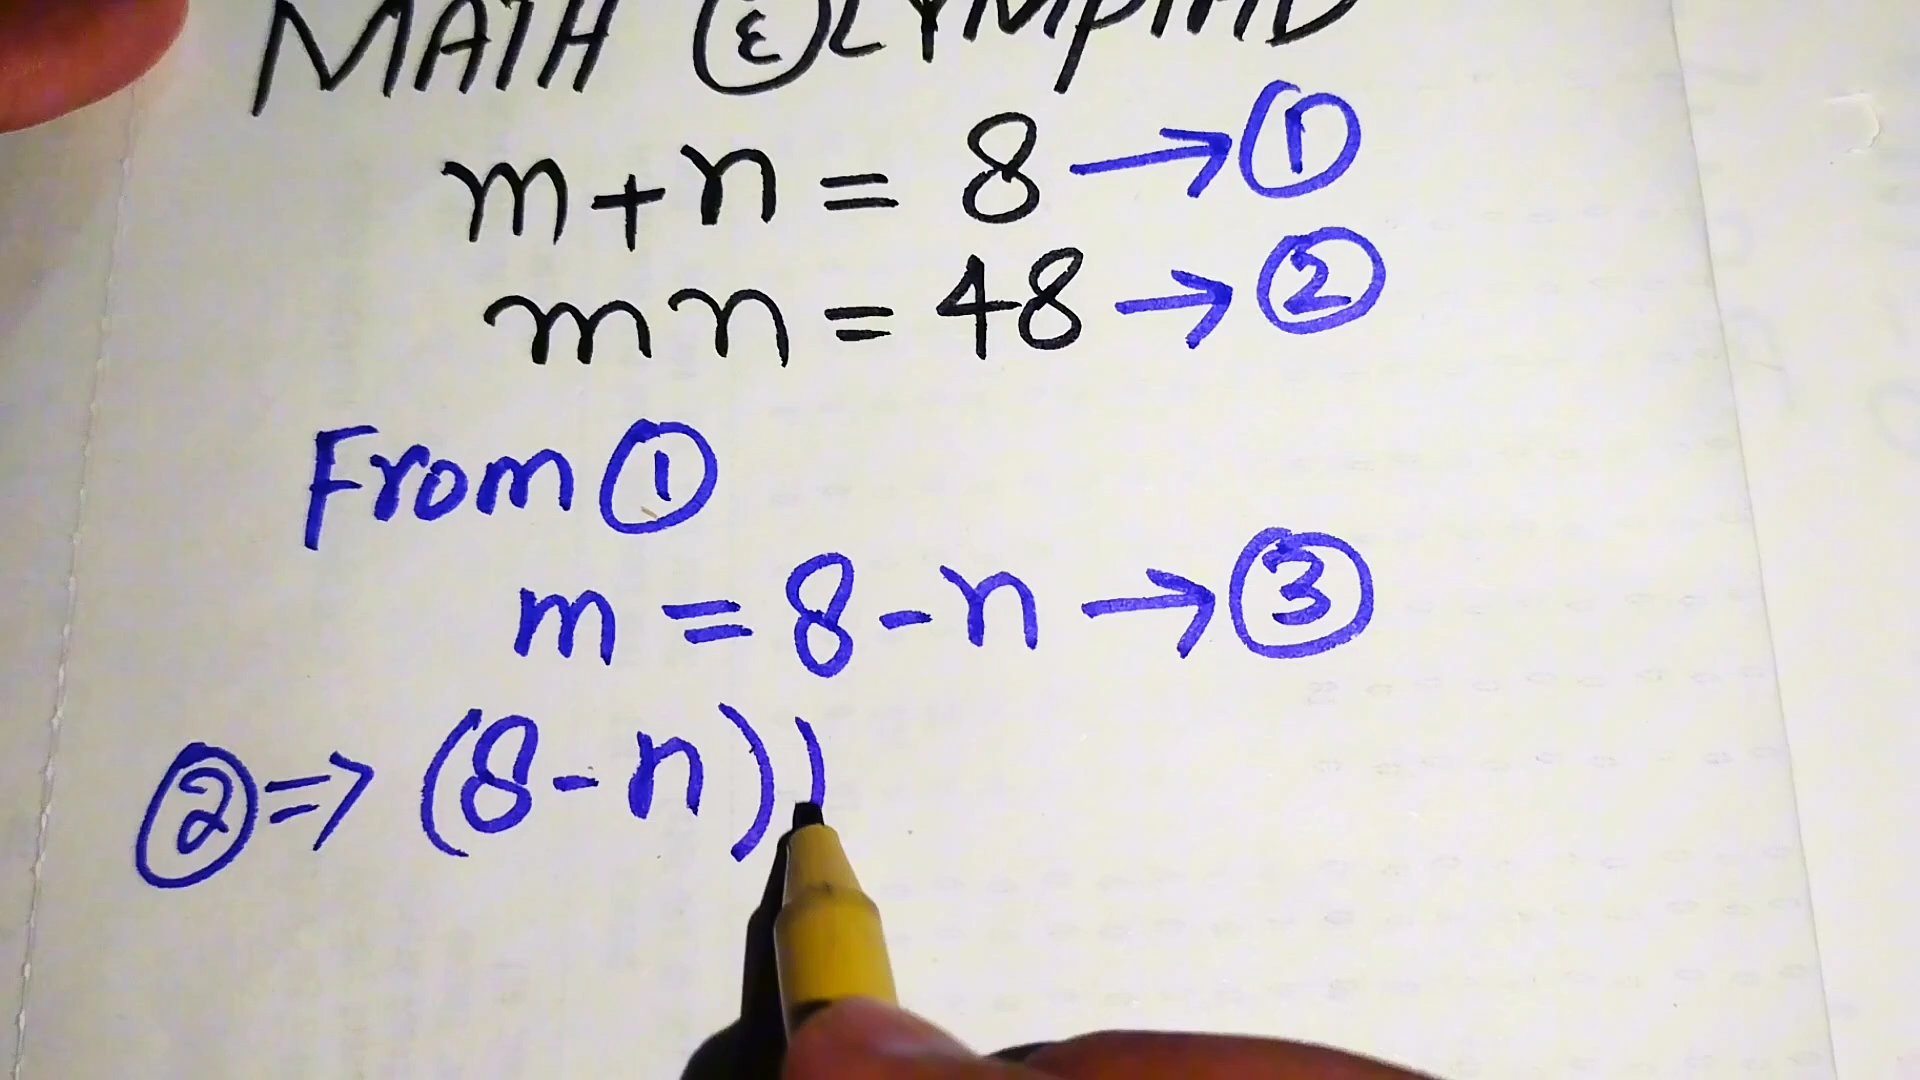 MATH OLYMPIAD
m+n = 8 → ①
mn = 48 → ②
From ①
m = 8-n → ③
② => (8-n))